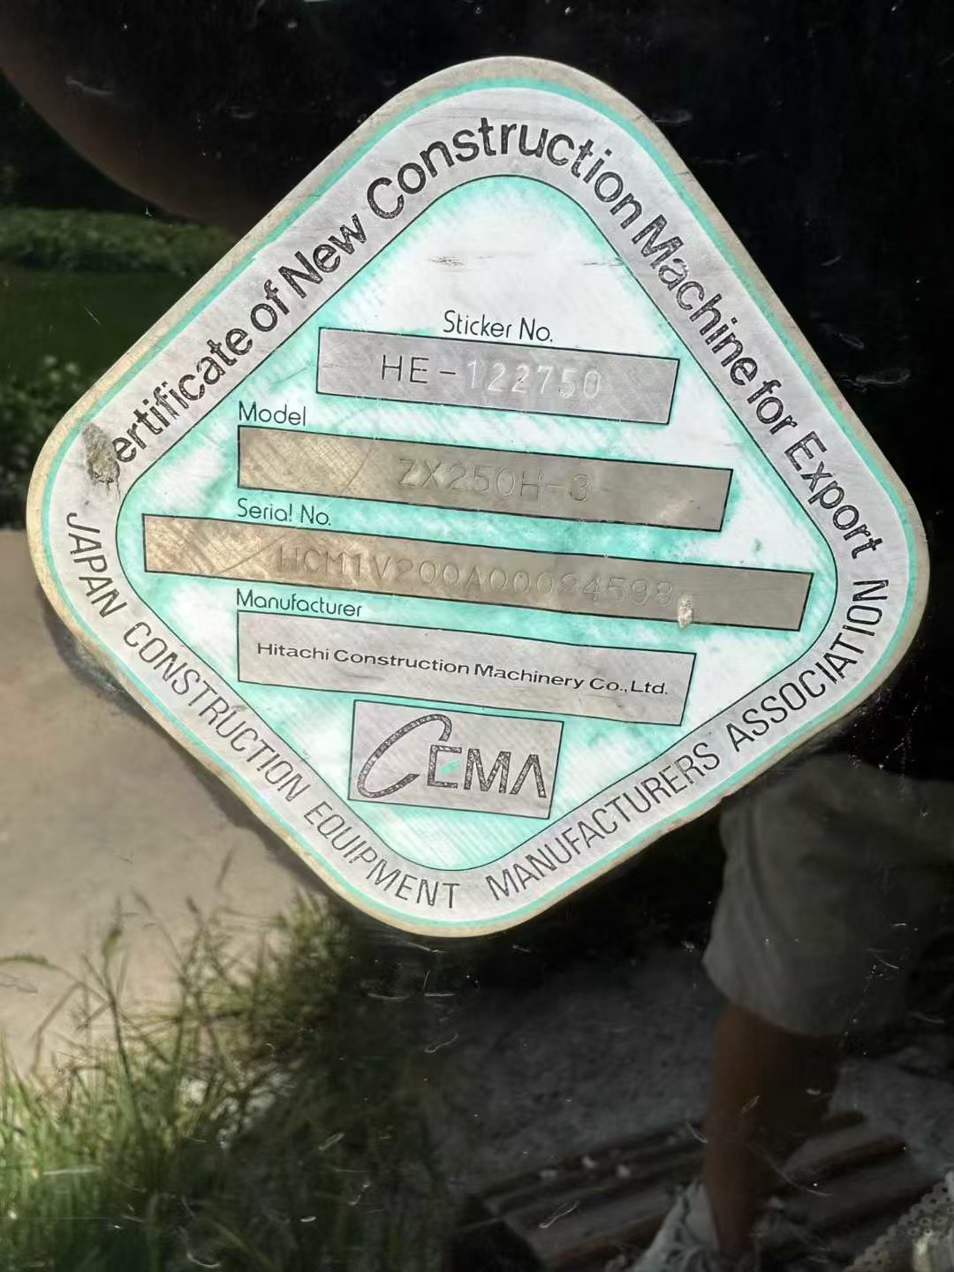 Certificate of New Construction Machine for Export
Sticker No.
HE-122750
Model
ZX250H-3
Serial No.
Manufacturer
Hitachi Construction Machinery Co.,Ltd.
CEMA
JAPAN CONSTRUCTION EQUIPMENT MANUFACTURERS ASSOCIATION